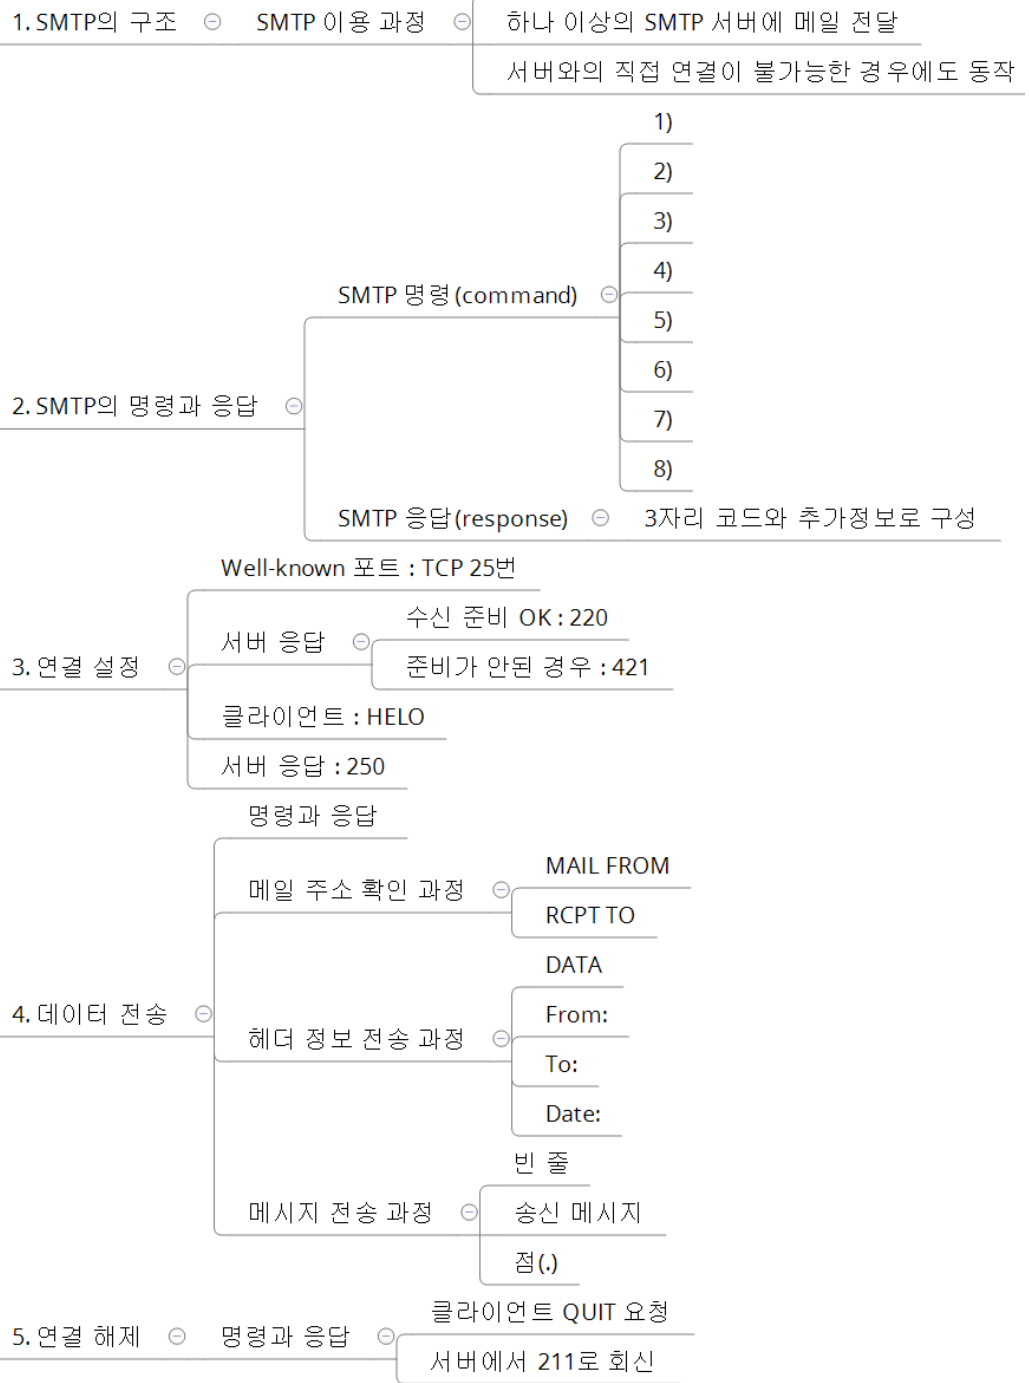 1. SMTP의 구조
SMTP 이용 과정
하나 이상의 SMTP 서버에 메일 전달
서버와의 직접 연결이 불가능한 경우에도 동작
2. SMTP의 명령과 응답
SMTP 명령(command)
1)
2)
3)
4)
5)
6)
7)
8)
SMTP 응답(response)
3자리 코드와 추가정보로 구성
3. 연결 설정
Well-known 포트 : TCP 25번
서버 응답
수신 준비 OK : 220
준비가 안된 경우 : 421
클라이언트 : HELO
서버 응답 : 250
4. 데이터 전송
명령과 응답
메일 주소 확인 과정
MAIL FROM
RCPT TO
헤더 정보 전송 과정
DATA
From:
To:
Date:
메시지 전송 과정
빈 줄
송신 메시지
점(.)
5. 연결 해제
명령과 응답
클라이언트 QUIT 요청
서버에서 211로 회신